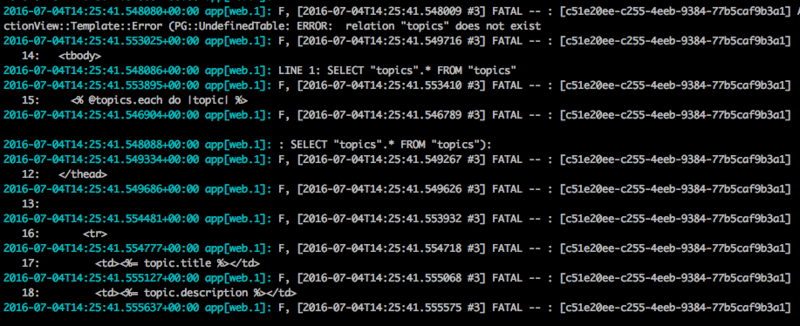 2016-07-04T14:25:41.548080+00:00 app[web.1]: F, [2016-07-04T14:25:41.548009 #3] FATAL -- : [c51e20ee-c255-4eeb-9384-77b5caf9b3a1] A
ctionView::Template::Error (PG::UndefinedTable: ERROR:  relation "topics" does not exist
2016-07-04T14:25:41.553025+00:00 app[web.1]: F, [2016-07-04T14:25:41.549716 #3] FATAL -- : [c51e20ee-c255-4eeb-9384-77b5caf9b3a1]
    14:   <tbody>
2016-07-04T14:25:41.548086+00:00 app[web.1]: LINE 1: SELECT "topics".* FROM "topics"
2016-07-04T14:25:41.553895+00:00 app[web.1]: F, [2016-07-04T14:25:41.553410 #3] FATAL -- : [c51e20ee-c255-4eeb-9384-77b5caf9b3a1]
    15:     <% @topics.each do |topic| %>
2016-07-04T14:25:41.546904+00:00 app[web.1]: F, [2016-07-04T14:25:41.546789 #3] FATAL -- : [c51e20ee-c255-4eeb-9384-77b5caf9b3a1]
2016-07-04T14:25:41.548088+00:00 app[web.1]: : SELECT "topics".* FROM "topics"):
2016-07-04T14:25:41.549334+00:00 app[web.1]: F, [2016-07-04T14:25:41.549267 #3] FATAL -- : [c51e20ee-c255-4eeb-9384-77b5caf9b3a1]
    12:   </thead>
2016-07-04T14:25:41.549686+00:00 app[web.1]: F, [2016-07-04T14:25:41.549626 #3] FATAL -- : [c51e20ee-c255-4eeb-9384-77b5caf9b3a1]
    13:
2016-07-04T14:25:41.554481+00:00 app[web.1]: F, [2016-07-04T14:25:41.553932 #3] FATAL -- : [c51e20ee-c255-4eeb-9384-77b5caf9b3a1]
    16:       <tr>
2016-07-04T14:25:41.554777+00:00 app[web.1]: F, [2016-07-04T14:25:41.554718 #3] FATAL -- : [c51e20ee-c255-4eeb-9384-77b5caf9b3a1]
    17:         <td><%= topic.title %></td>
2016-07-04T14:25:41.555127+00:00 app[web.1]: F, [2016-07-04T14:25:41.555068 #3] FATAL -- : [c51e20ee-c255-4eeb-9384-77b5caf9b3a1]
    18:         <td><%= topic.description %></td>
2016-07-04T14:25:41.555637+00:00 app[web.1]: F, [2016-07-04T14:25:41.555575 #3] FATAL -- : [c51e20ee-c255-4eeb-9384-77b5caf9b3a1]